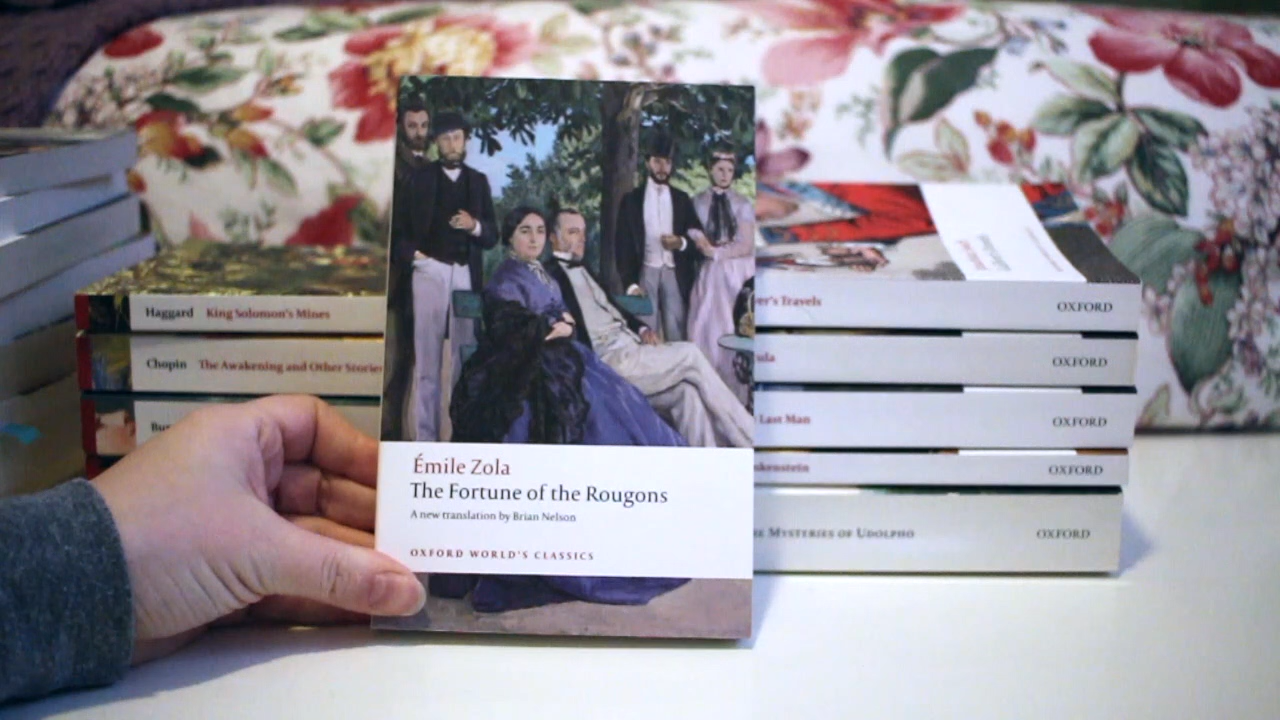 Émile Zola
The Fortune of the Rougons
A new translation by Brian Nelson
OXFORD WORLD'S CLASSICS
Haggard King Solomon's Mines
Chopin The Awakening and Other Stories
er's Travels OXFORD
ula OXFORD
Last Man OXFORD
nkenstein OXFORD
HE MYSTERIES OF UDOLPHO OXFORD